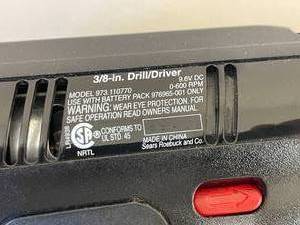 3/8-in. Drill/Driver
MODEL 973.110770 9.6V DC
0-600 RPM
USE WITH BATTERY PACK 976965-001 ONLY
WARNING: WEAR EYE PROTECTION. FOR
SAFE OPERATION READ OWNERS MANUAL
CONFORMS TO
UL STD. 45
NRTL
MADE IN CHINA
Sears Roebuck and Co.